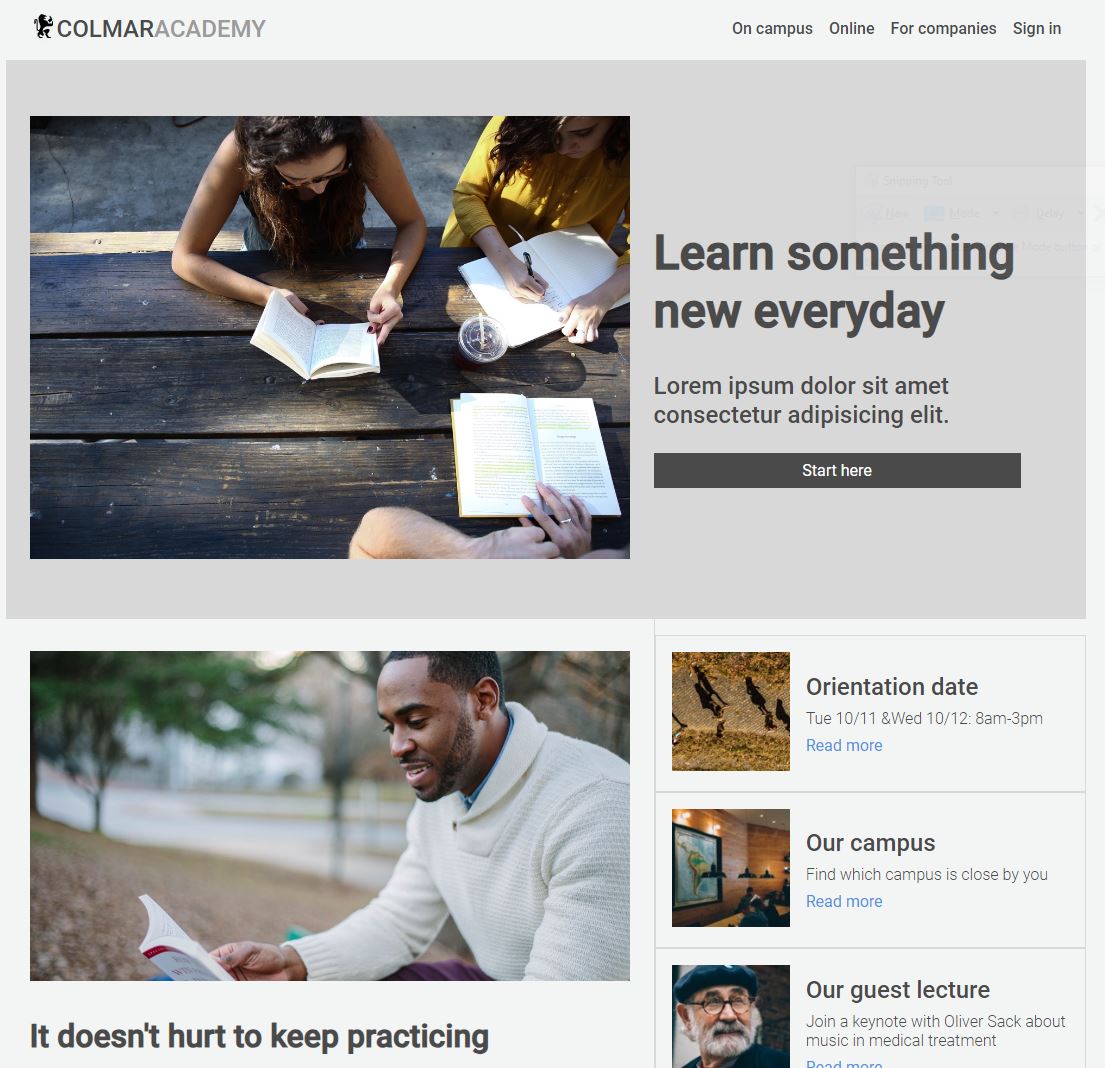 COLMARACADEMY
On campus Online For companies Sign in
Snipping Tool
New Mode Delay
Mode button or
Learn something
new everyday
Lorem ipsum dolor sit amet
consectetur adipisicing elit.
Start here
Orientation date
Tue 10/11 &Wed 10/12: 8am-3pm
Read more
Our campus
Find which campus is close by you
Read more
Our guest lecture
Join a keynote with Oliver Sack about
music in medical treatment
Read more
It doesn't hurt to keep practicing